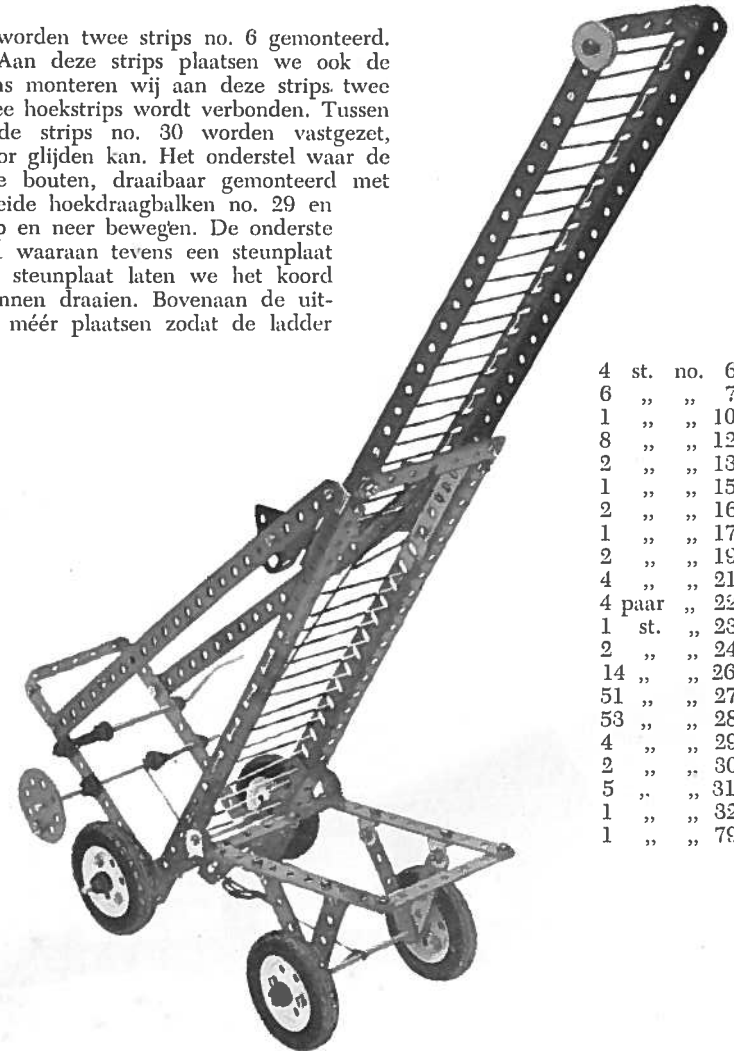 worden twee strips no. 6 gemonteerd.
Aan deze strips plaatsen we ook de
monteren wij aan deze strips. twee
hoekstrips wordt verbonden. Tussen
de strips no. 30 worden vastgezet,
glijden kan. Het onderstel waar de
bouten, draaibaar gemonteerd met
hoekdraagbalken no. 29 en
en neer bewegen. De onderste
waaraan tevens een steunplaat
steunplaat laten we het koord
draaien. Bovenaan de uit-
méér plaatsen zodat de ladder
4 st. no. 6
6 „ „ 7
1 „ „ 10
8 „ „ 12
2 „ „ 13
1 „ „ 15
2 „ „ 16
1 „ „ 17
2 „ „ 19
4 „ „ 21
4 paar „ 22
1 st. „ 23
2 „ „ 24
14 „ „ 26
51 „ „ 27
53 „ „ 28
4 „ „ 29
2 „ „ 30
5 „ „ 31
1 „ „ 32
1 „ „ 79